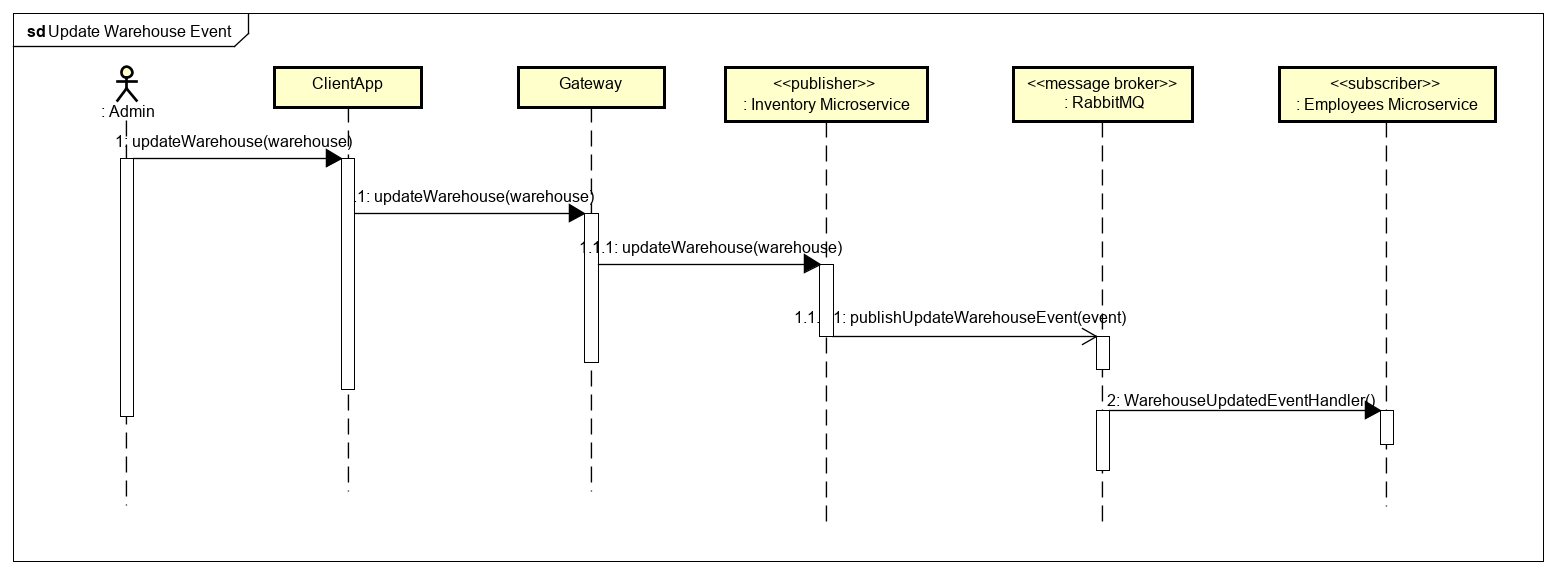 sd Update Warehouse Event
: Admin
ClientApp
Gateway
<<publisher>>
: Inventory Microservice
<<message broker>>
: RabbitMQ
<<subscriber>>
: Employees Microservice
1: updateWarehouse(warehouse)
.1: updateWarehouse(warehouse)
1.1.1: updateWarehouse(warehouse)
1.1. 1: publishUpdateWarehouseEvent(event)
2: WarehouseUpdatedEventHandler()